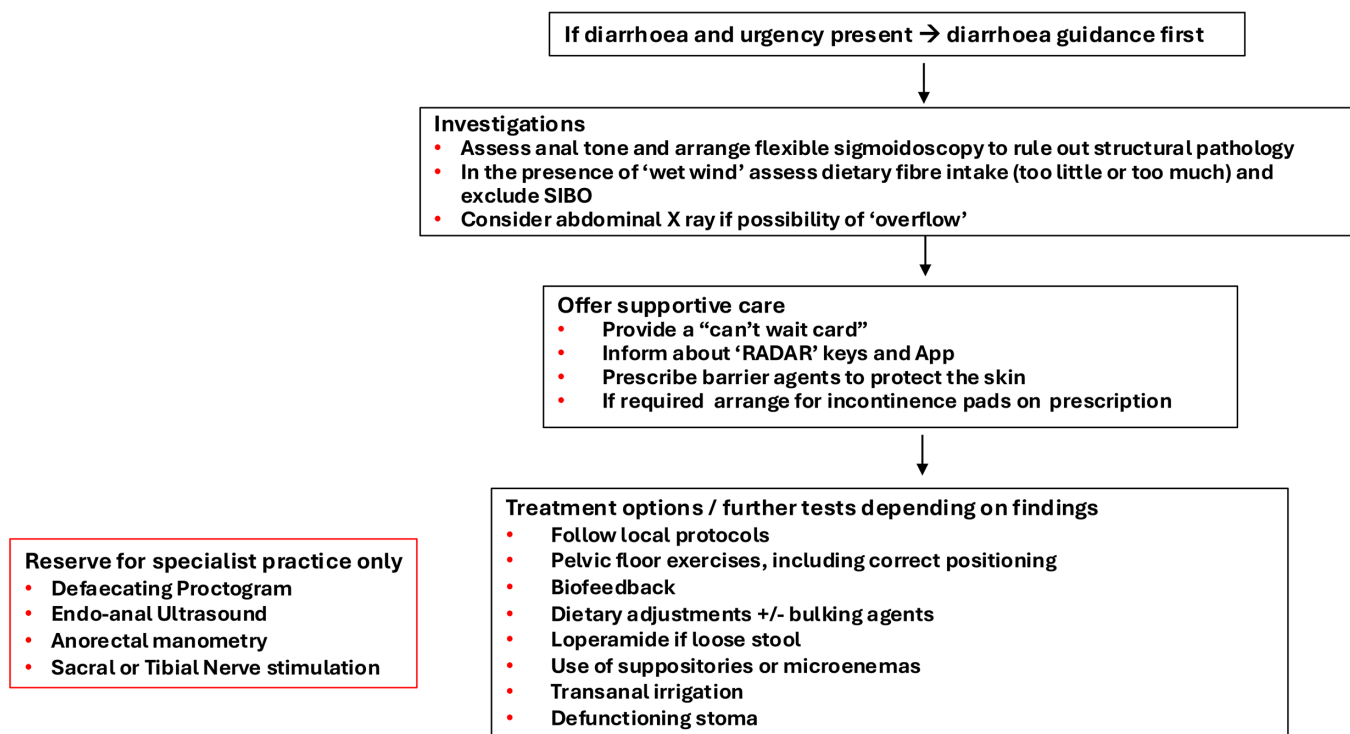 If diarrhoea and urgency present → diarrhoea guidance first
Investigations
• Assess anal tone and arrange flexible sigmoidoscopy to rule out structural pathology
• In the presence of ‘wet wind’ assess dietary fibre intake (too little or too much) and
exclude SIBO
• Consider abdominal X ray if possibility of ‘overflow’
Offer supportive care
• Provide a “can’t wait card”
• Inform about ‘RADAR’ keys and App
• Prescribe barrier agents to protect the skin
• If required arrange for incontinence pads on prescription
Treatment options / further tests depending on findings
• Follow local protocols
• Pelvic floor exercises, including correct positioning
• Biofeedback
• Dietary adjustments +/- bulking agents
• Loperamide if loose stool
• Use of suppositories or microenemas
• Transanal irrigation
• Defunctioning stoma
Reserve for specialist practice only
• Defaecating Proctogram
• Endo-anal Ultrasound
• Anorectal manometry
• Sacral or Tibial Nerve stimulation